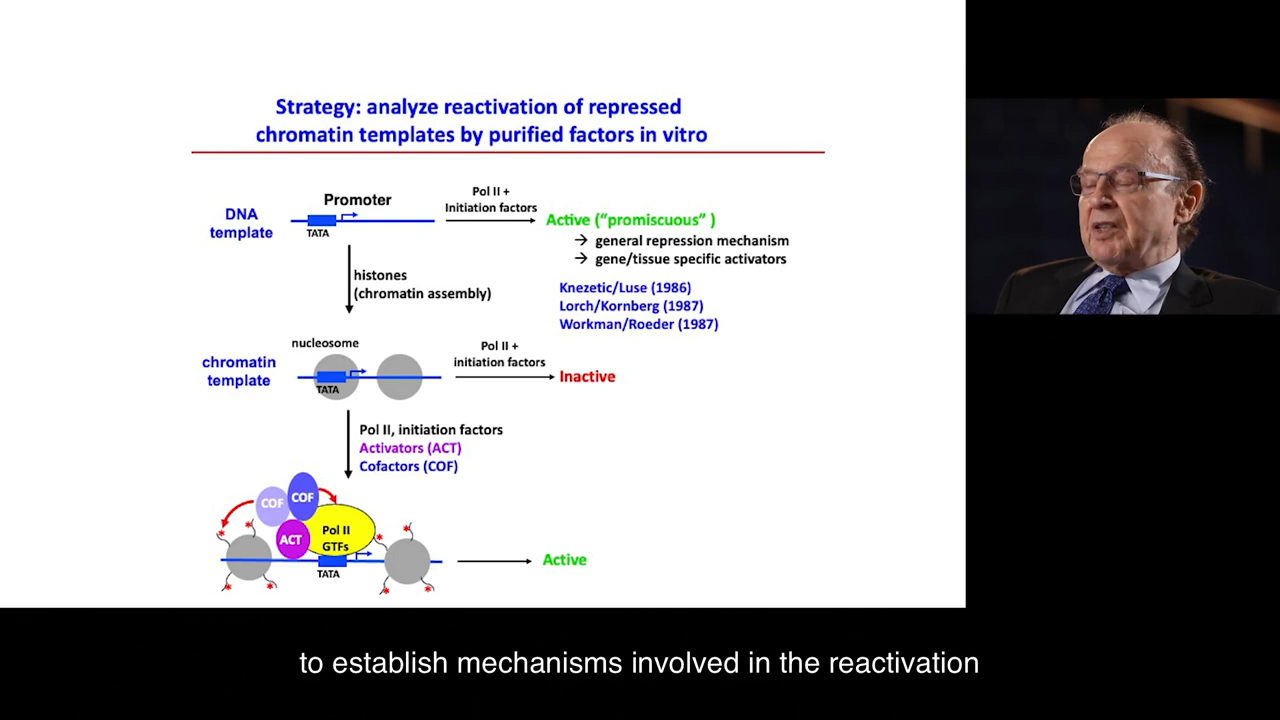 Strategy: analyze reactivation of repressed
chromatin templates by purified factors in vitro
DNA
template
Promoter
TATA
Pol II +
Initiation factors
Active ("promiscuous" )
→ general repression mechanism
→ gene/tissue specific activators
histones
(chromatin assembly)
Knezetic/Luse (1986)
Lorch/Kornberg (1987)
Workman/Roeder (1987)
chromatin
template
nucleosome
TATA
Pol II +
initiation factors
Inactive
Pol II, initiation factors
Activators (ACT)
Cofactors (COF)
COF
COF
ACT
Pol II
GTFs
TATA
Active
to establish mechanisms involved in the reactivation